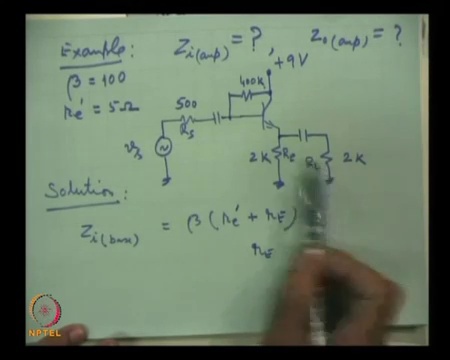 Example: Zi(amp) = ? , Zo(amp) = ?
β = 100
re' = 5Ω
+9V
400K
500
Rs
vs
2K RE
RL 2K
Solution:
Zi(base) = β (re' + rE)
rE
NPTEL